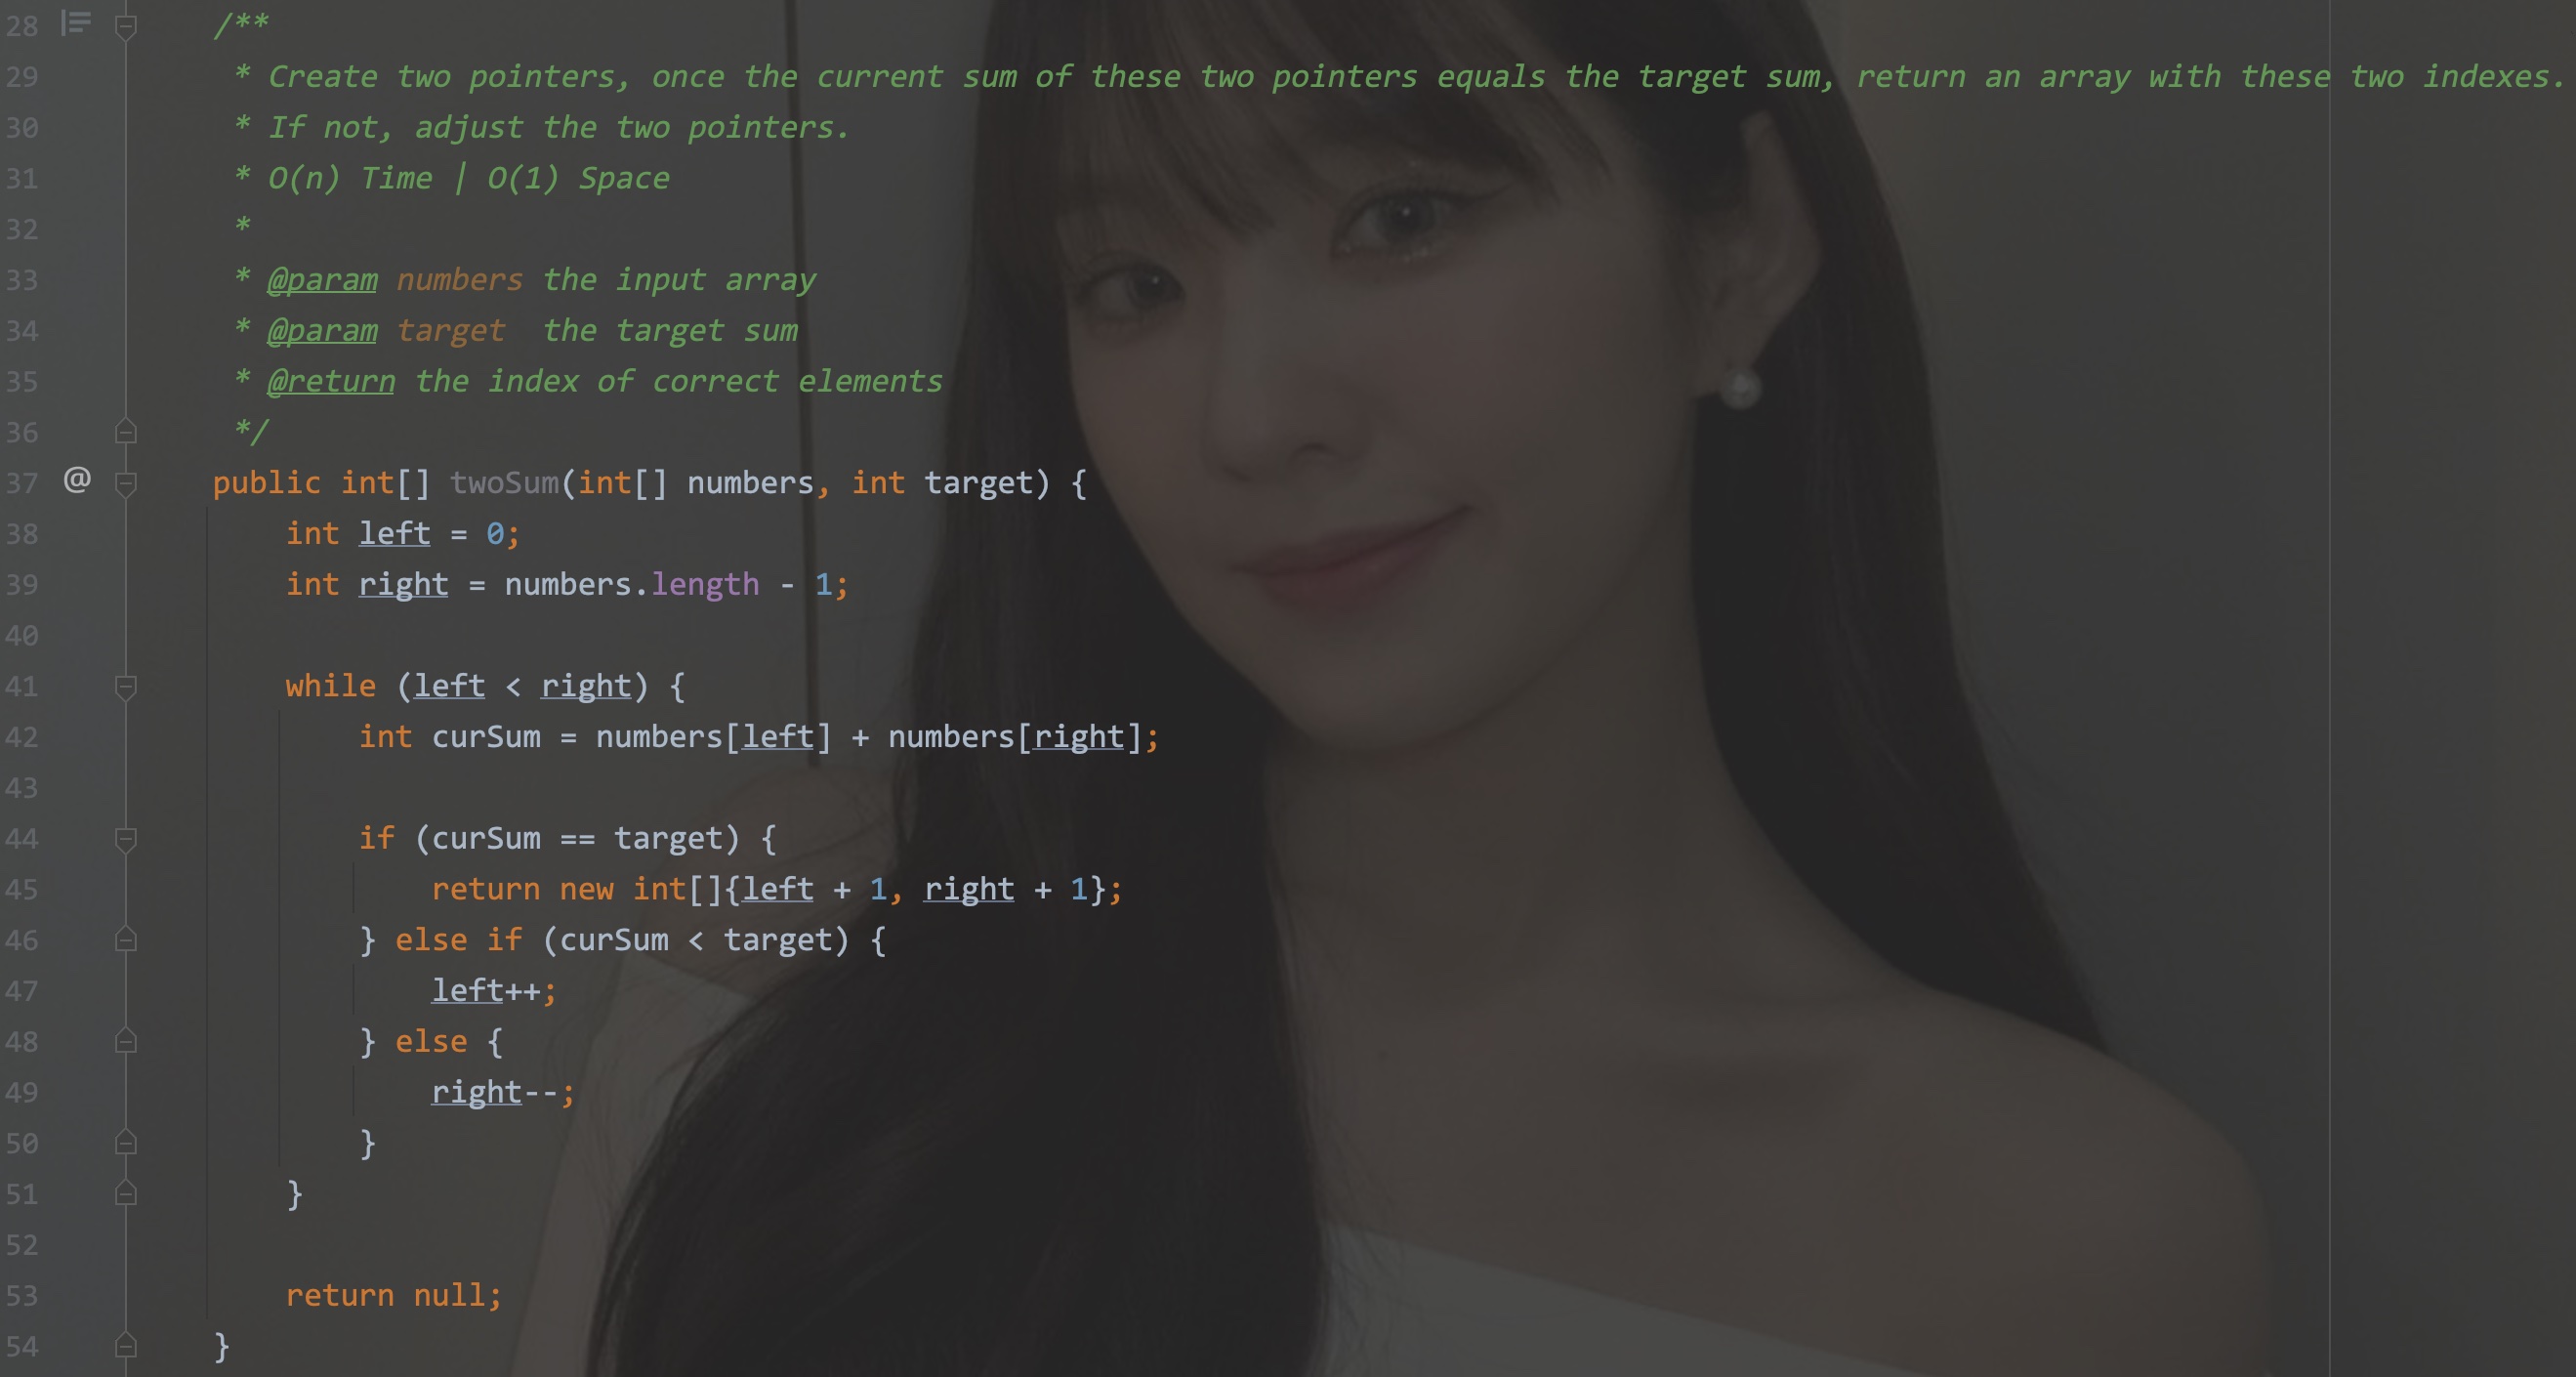 28 /**
29 * Create two pointers, once the current sum of these two pointers equals the target sum, return an array with these two indexes.
30 * If not, adjust the two pointers.
31 * O(n) Time | O(1) Space
32 *
33 * @param numbers the input array
34 * @param target  the target sum
35 * @return the index of correct elements
36 */
37 @ public int[] twoSum(int[] numbers, int target) {
38 int left = 0;
39 int right = numbers.length - 1;
40
41 while (left < right) {
42 int curSum = numbers[left] + numbers[right];
43
44 if (curSum == target) {
45 return new int[]{left + 1, right + 1};
46 } else if (curSum < target) {
47 left++;
48 } else {
49 right--;
50 }
51 }
52
53 return null;
54 }